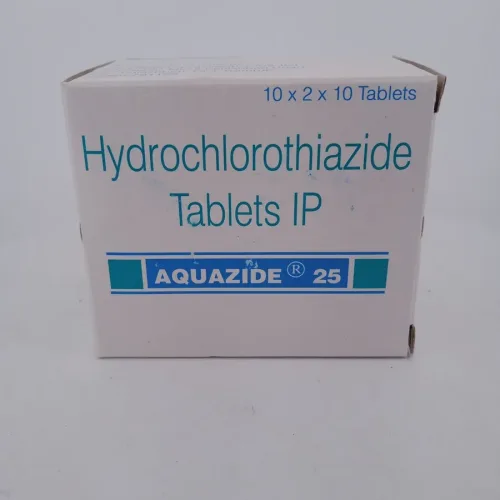 10 x 2 x 10 Tablets
Hydrochlorothiazide
Tablets IP
AQUAZIDE ® 25